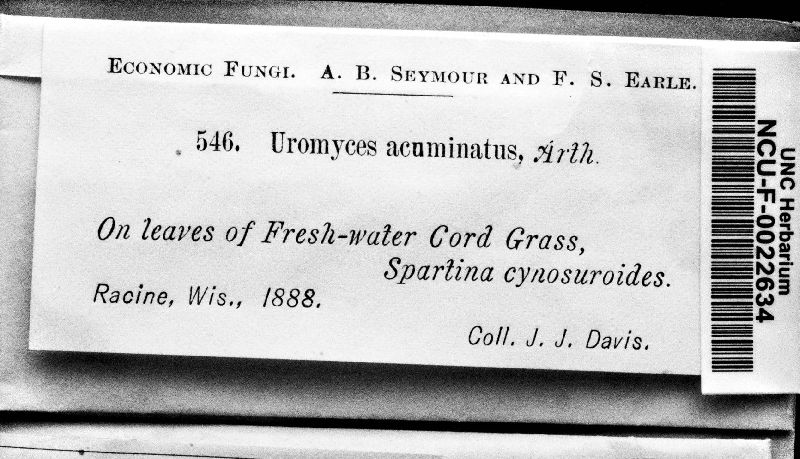 Economic Fungi. A. B. Seymour and F. S. Earle.
546. Uromyces acuminatus, Arth.
On leaves of Fresh-water Cord Grass,
Spartina cynosuroides.
Racine, Wis., 1888.
Coll. J. J. Davis.
UNC Herbarium
NCU-F-0022634